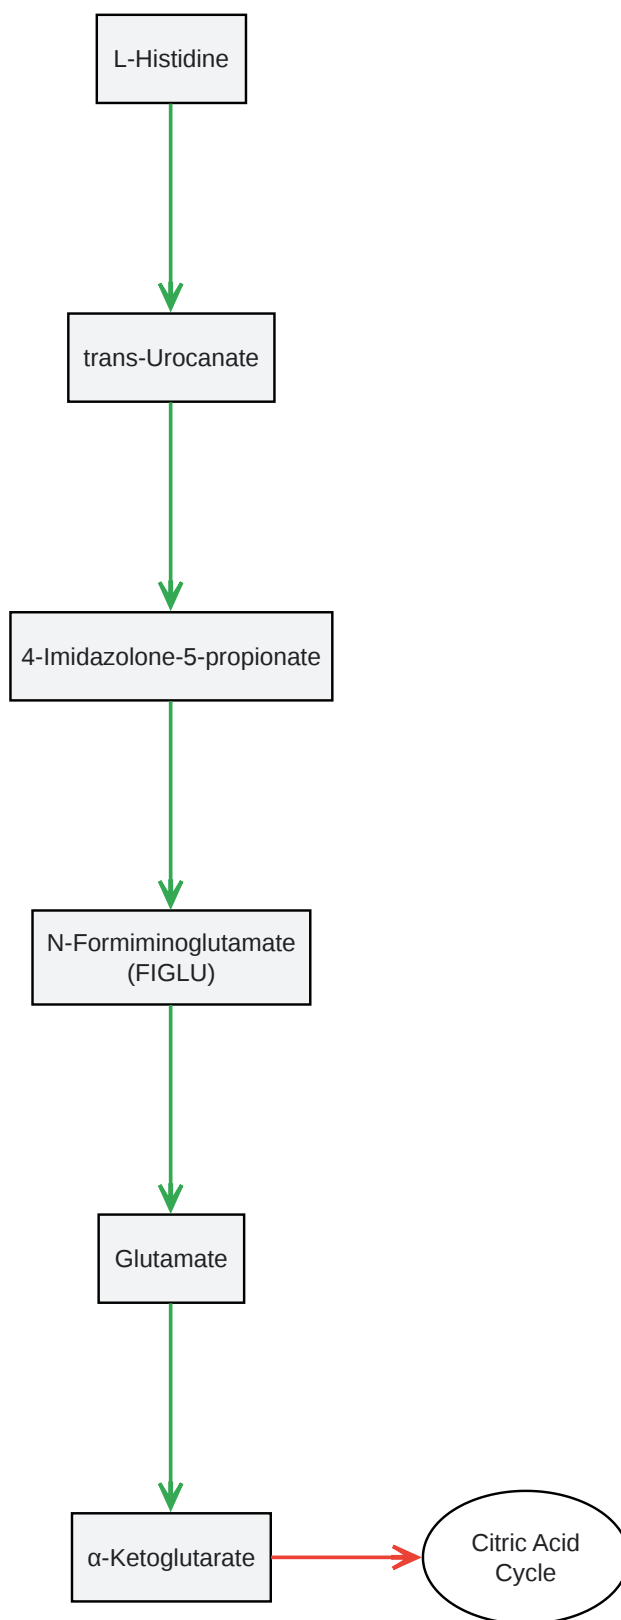 L-Histidine
trans-Urocanate
4-Imidazolone-5-propionate
N-Formiminoglutamate
(FIGLU)
Glutamate
α-Ketoglutarate
Citric Acid
Cycle